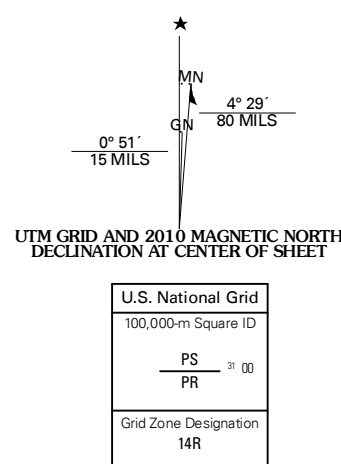 ★
MN
GN
4° 29´
80 MILS
0° 51´
15 MILS
UTM GRID AND 2010 MAGNETIC NORTH
DECLINATION AT CENTER OF SHEET
U.S. National Grid
100,000-m Square ID
PS
31 00
PR
Grid Zone Designation
14R